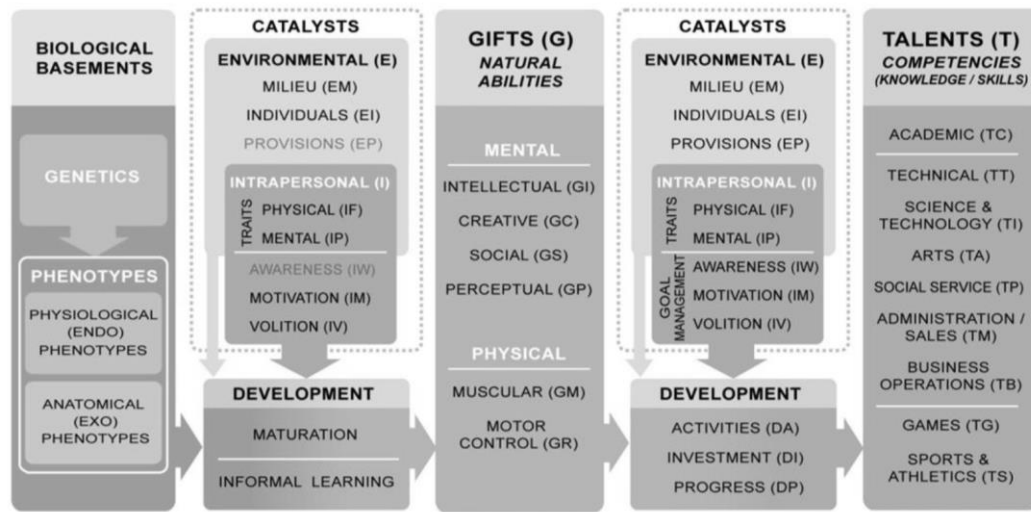 BIOLOGICAL
BASEMENTS
GENETICS
PHENOTYPES
PHYSIOLOGICAL
(ENDO)
PHENOTYPES
ANATOMICAL
(EXO)
PHENOTYPES
CATALYSTS
ENVIRONMENTAL (E)
MILIEU (EM)
INDIVIDUALS (EI)
PROVISIONS (EP)
INTRAPERSONAL (I)
TRAITS
PHYSICAL (IF)
MENTAL (IP)
AWARENESS (IW)
MOTIVATION (IM)
VOLITION (IV)
DEVELOPMENT
MATURATION
INFORMAL LEARNING
GIFTS (G)
NATURAL
ABILITIES
MENTAL
INTELLECTUAL (GI)
CREATIVE (GC)
SOCIAL (GS)
PERCEPTUAL (GP)
PHYSICAL
MUSCULAR (GM)
MOTOR
CONTROL (GR)
CATALYSTS
ENVIRONMENTAL (E)
MILIEU (EM)
INDIVIDUALS (EI)
PROVISIONS (EP)
INTRAPERSONAL (I)
TRAITS
PHYSICAL (IF)
MENTAL (IP)
GOAL
MANAGEMENT
AWARENESS (IW)
MOTIVATION (IM)
VOLITION (IV)
DEVELOPMENT
ACTIVITIES (DA)
INVESTMENT (DI)
PROGRESS (DP)
TALENTS (T)
COMPETENCIES
(KNOWLEDGE / SKILLS)
ACADEMIC (TC)
TECHNICAL (TT)
SCIENCE &
TECHNOLOGY (TI)
ARTS (TA)
SOCIAL SERVICE (TP)
ADMINISTRATION /
SALES (TM)
BUSINESS
OPERATIONS (TB)
GAMES (TG)
SPORTS &
ATHLETICS (TS)